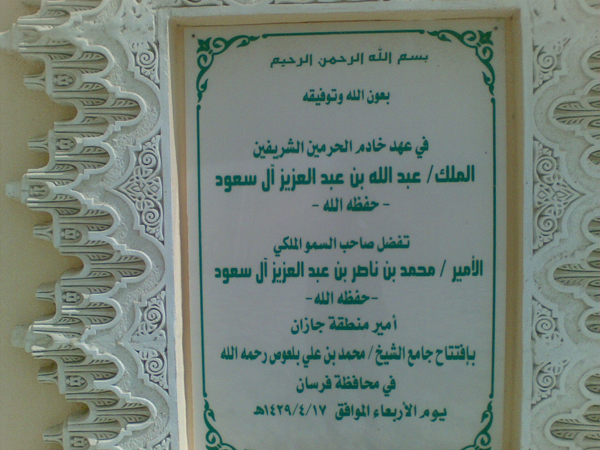 بسم الله الرحمن الرحيم
بعون الله وتوفيقه
في عهد خادم الحرمين الشريفين
الملك/ عبد الله بن عبد العزيز آل سعود
- حفظه الله -
تفضل صاحب السمو الملكي
الأمير / محمد بن ناصر بن عبد العزيز آل سعود
-حفظه الله-
أمير منطقة جازان
بإفتتاح جامع الشيخ / محمد بن علي بلعوص رحمه الله
في محافظة فرسان
يوم الأربعاء الموافق ١٤٢٩/٤/١٧هـ